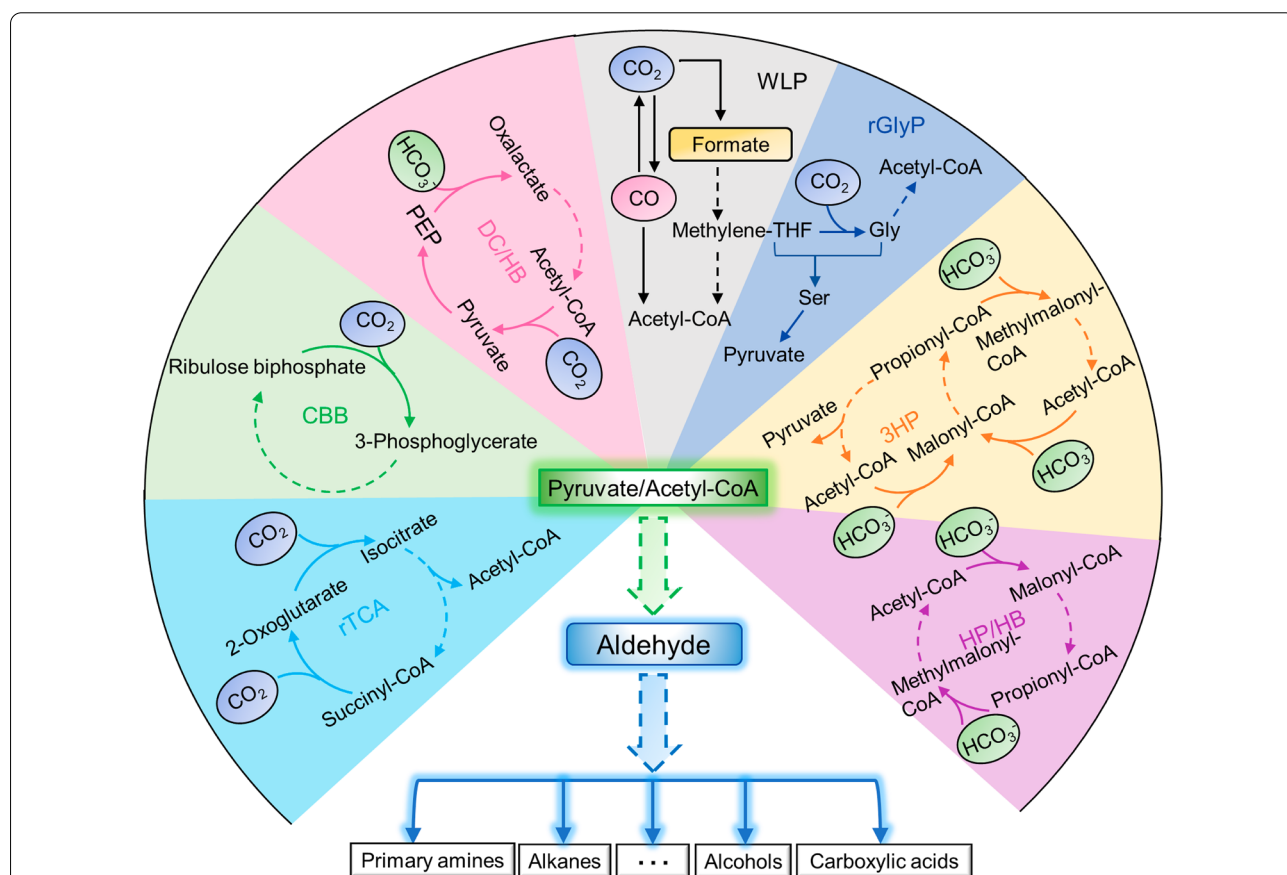 WLP
CO₂
Formate
CO
Methylene-THF
Acetyl-CoA
rGlyP
Acetyl-CoA
CO₂
Gly
Ser
Pyruvate
HCO₃⁻
Oxalactate
PEP
DC/HB
Acetyl-CoA
Pyruvate
CO₂
CO₂
Ribulose biphosphate
CBB
3-Phosphoglycerate
HCO₃⁻
Propionyl-CoA
Methylmalonyl-
CoA
Acetyl-CoA
Pyruvate
3HP
Malonyl-CoA
Acetyl-CoA
HCO₃⁻
HCO₃⁻
CO₂
Isocitrate
Acetyl-CoA
2-Oxoglutarate
rTCA
CO₂
Succinyl-CoA
HCO₃⁻
Acetyl-CoA
Malonyl-CoA
HP/HB
Methylmalonyl-
CoA
Propionyl-CoA
HCO₃⁻
Pyruvate/Acetyl-CoA
Aldehyde
Primary amines
Alkanes
···
Alcohols
Carboxylic acids